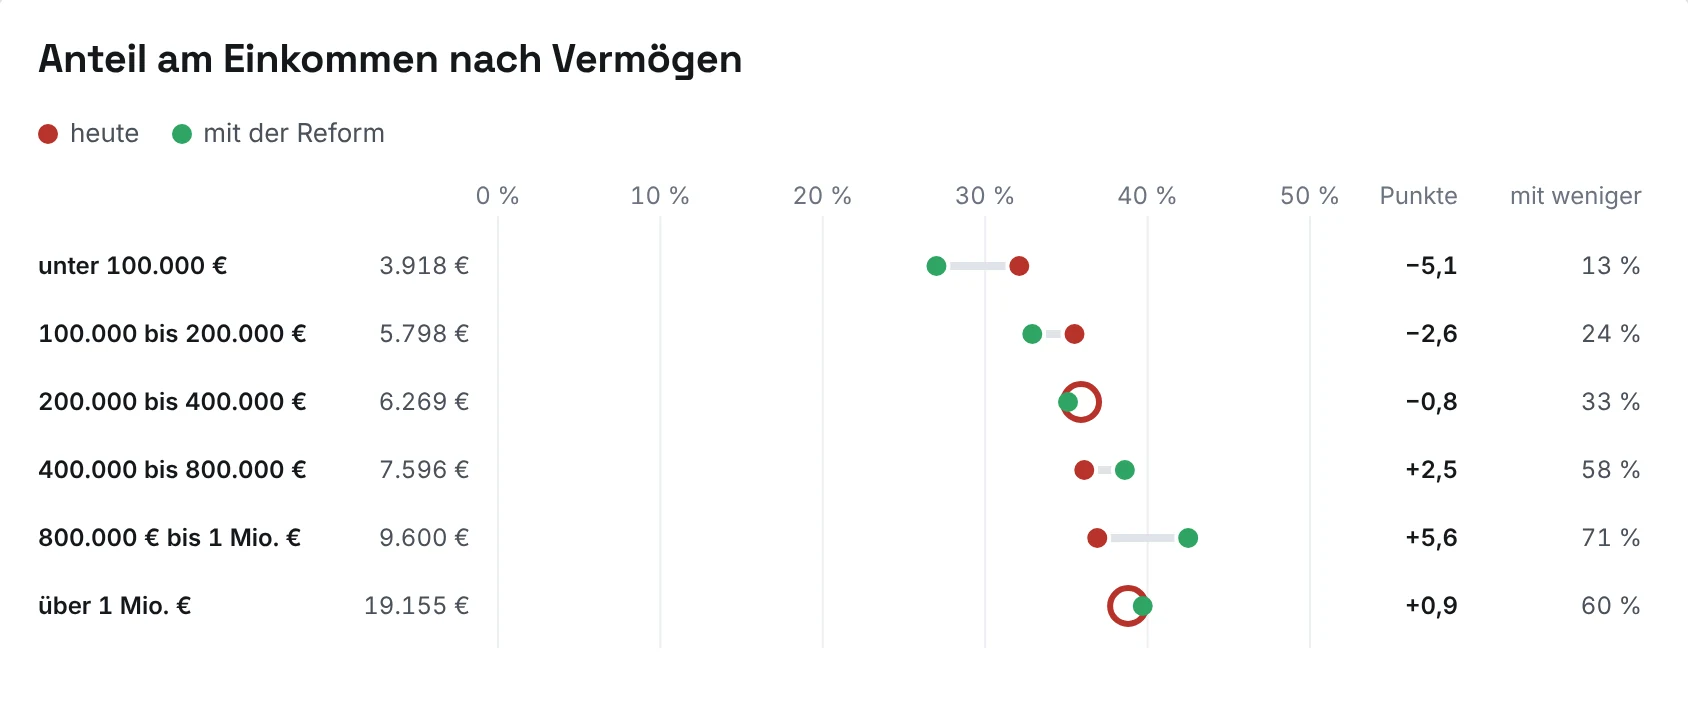 Anteil am Einkommen nach Vermögen
heute mit der Reform
0 % 10 % 20 % 30 % 40 % 50 % Punkte mit weniger
unter 100.000 € 3.918 € −5,1 13 %
100.000 bis 200.000 € 5.798 € −2,6 24 %
200.000 bis 400.000 € 6.269 € −0,8 33 %
400.000 bis 800.000 € 7.596 € +2,5 58 %
800.000 € bis 1 Mio. € 9.600 € +5,6 71 %
über 1 Mio. € 19.155 € +0,9 60 %